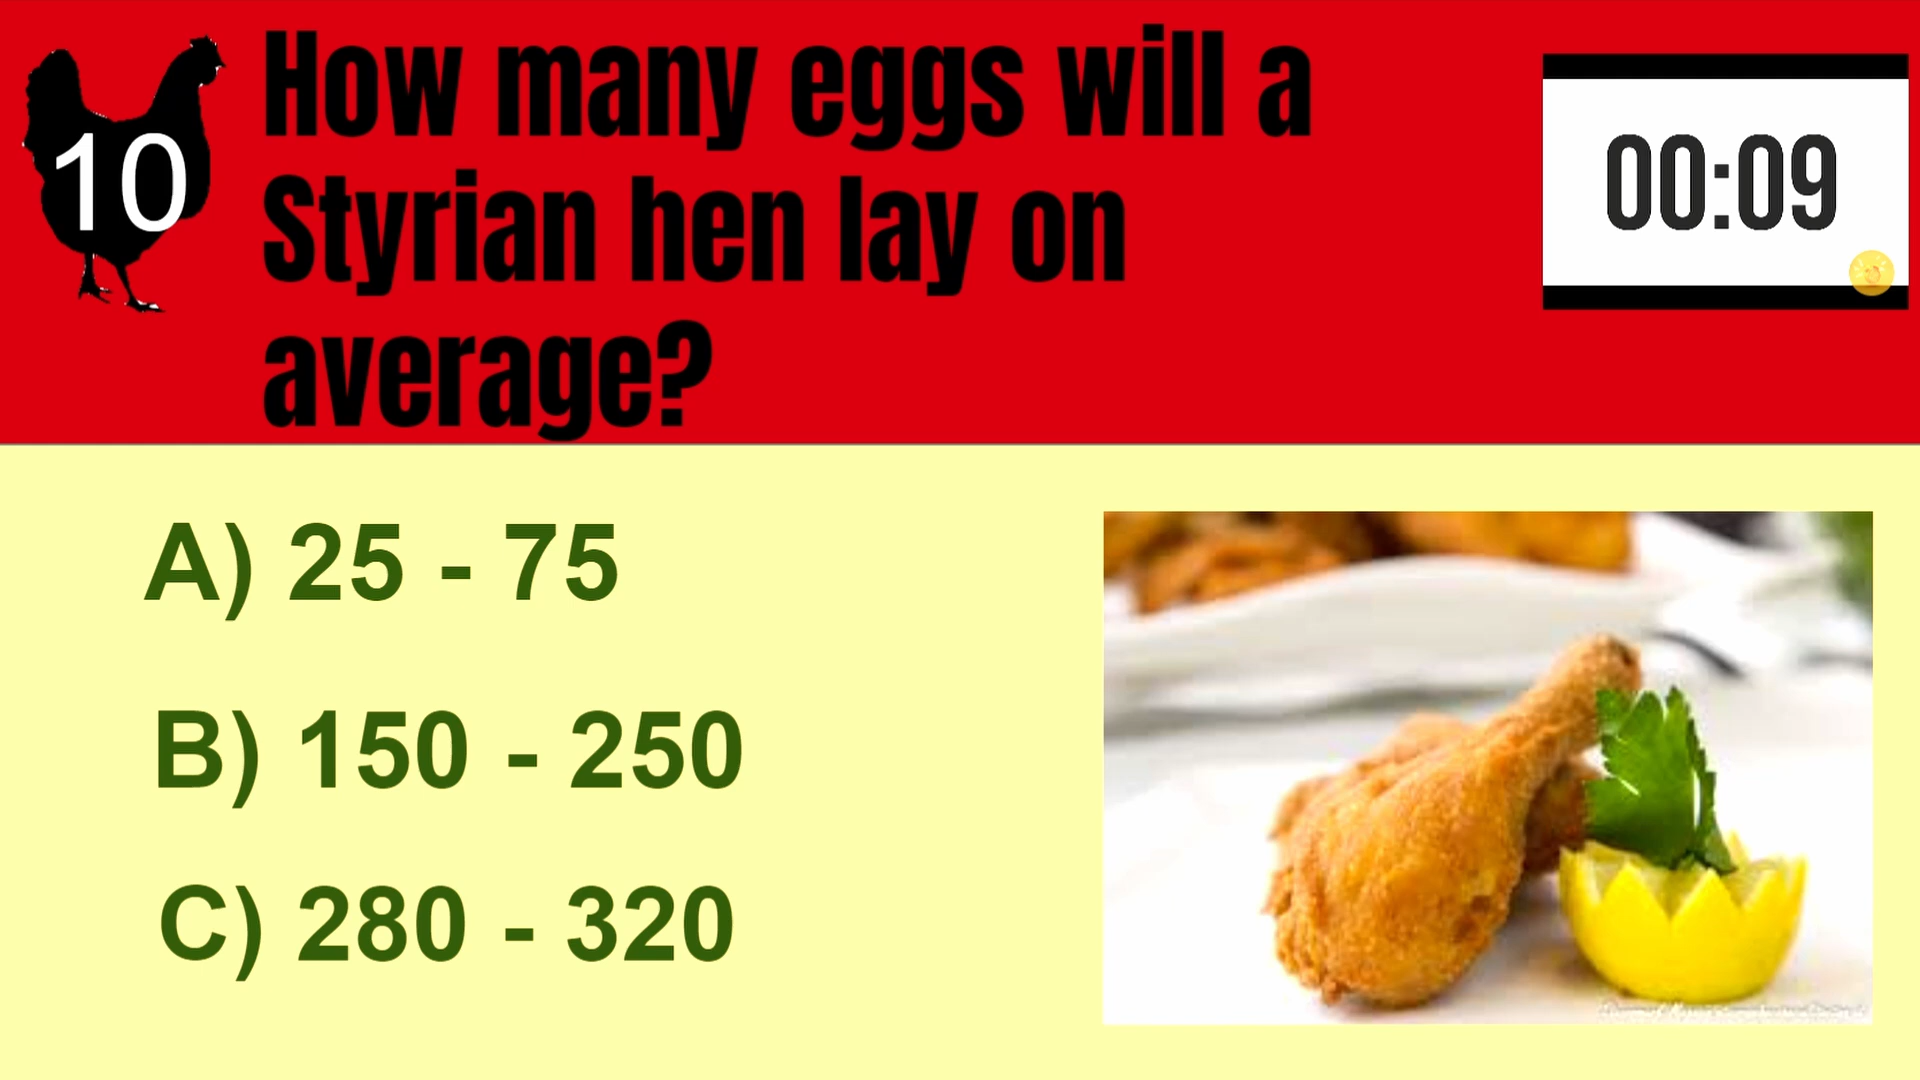 10
How many eggs will a
Styrian hen lay on
average?
00:09
A) 25 - 75
B) 150 - 250
C) 280 - 320